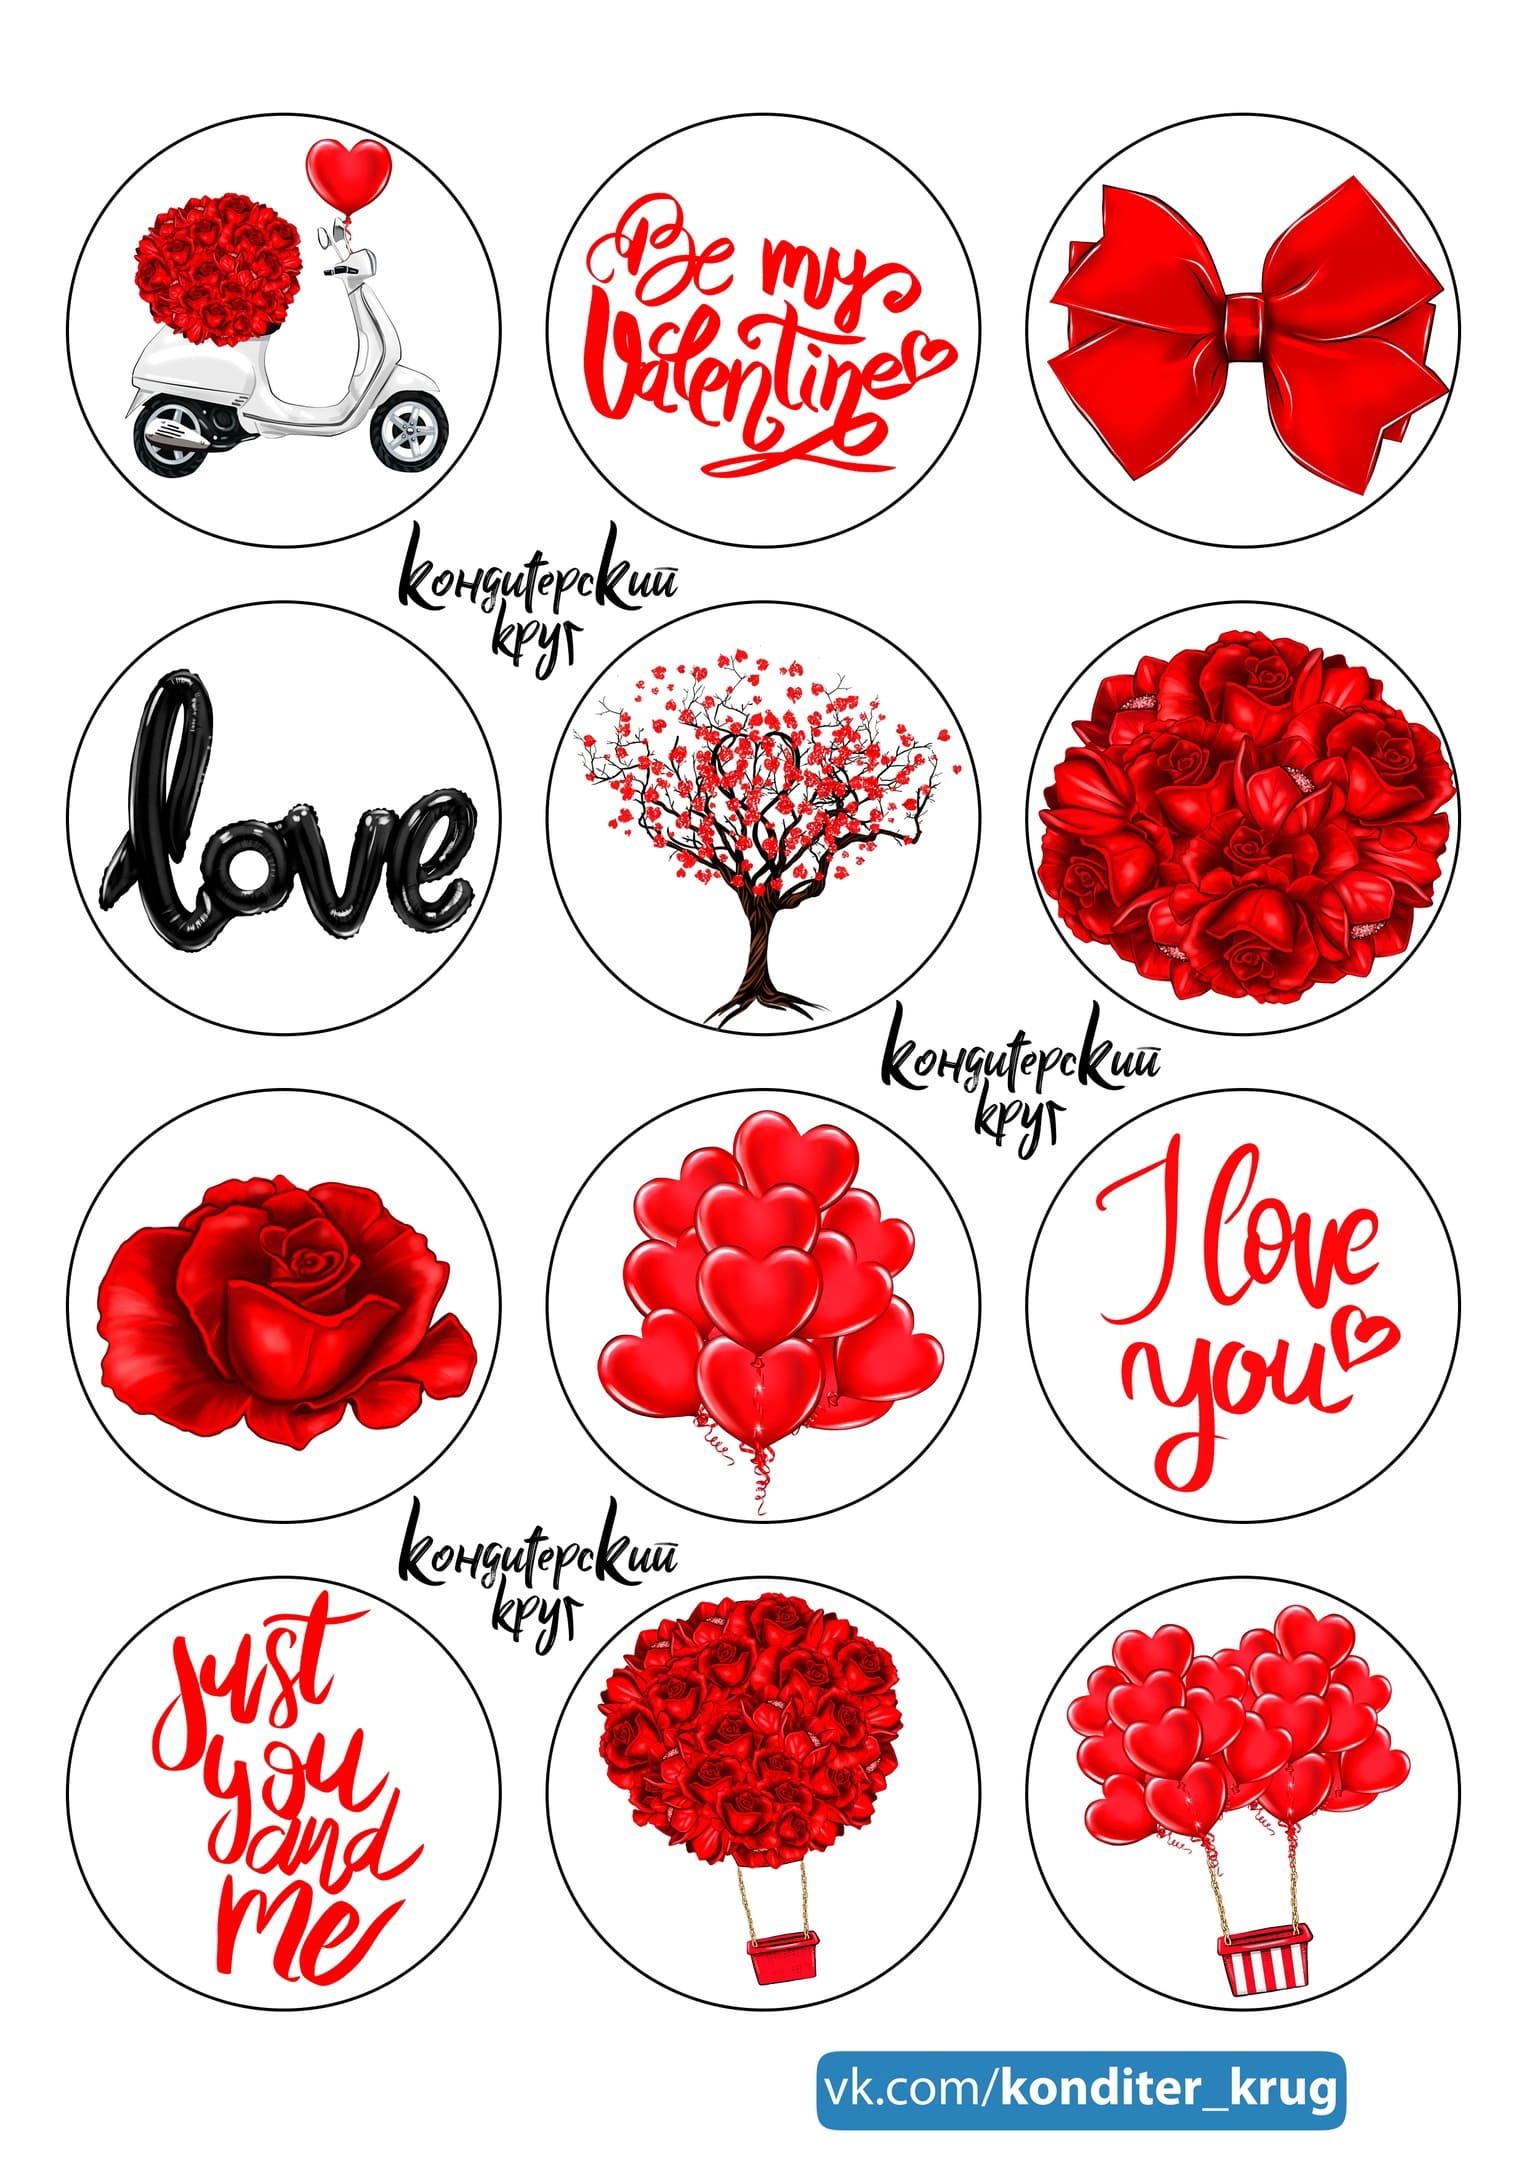 Be my
Valentine
кондитерский
круг
love
кондитерский
круг
I love
you
кондитерский
круг
Just
you
and
me
vk.com/konditer_krug